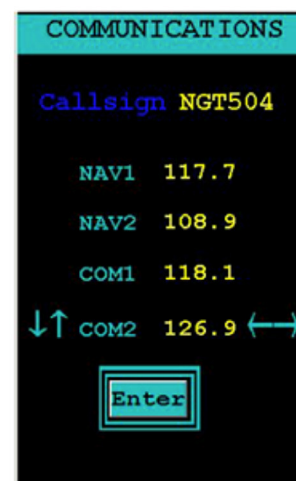 COMMUNICATIONS
Callsign NGT504
NAV1 117.7
NAV2 108.9
COM1 118.1
↓↑ COM2 126.9 ←→
Enter